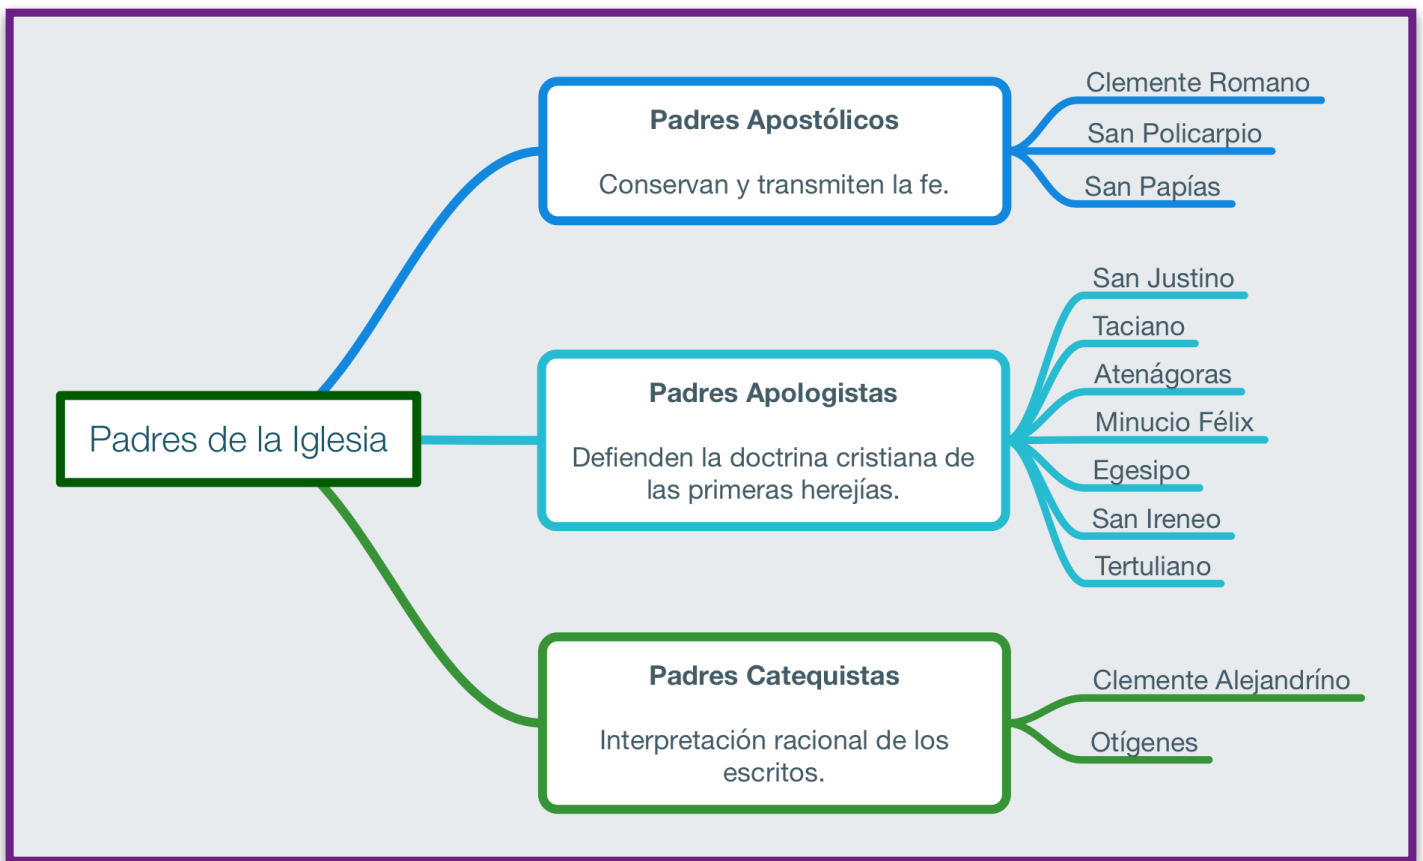 Padres de la Iglesia
Padres Apostólicos
Conservan y transmiten la fe.
Clemente Romano
San Policarpio
San Papías
Padres Apologistas
Defienden la doctrina cristiana de
las primeras herejías.
San Justino
Taciano
Atenágoras
Minucio Félix
Egesipo
San Ireneo
Tertuliano
Padres Catequistas
Interpretación racional de los
escritos.
Clemente Alejandríno
Otígenes